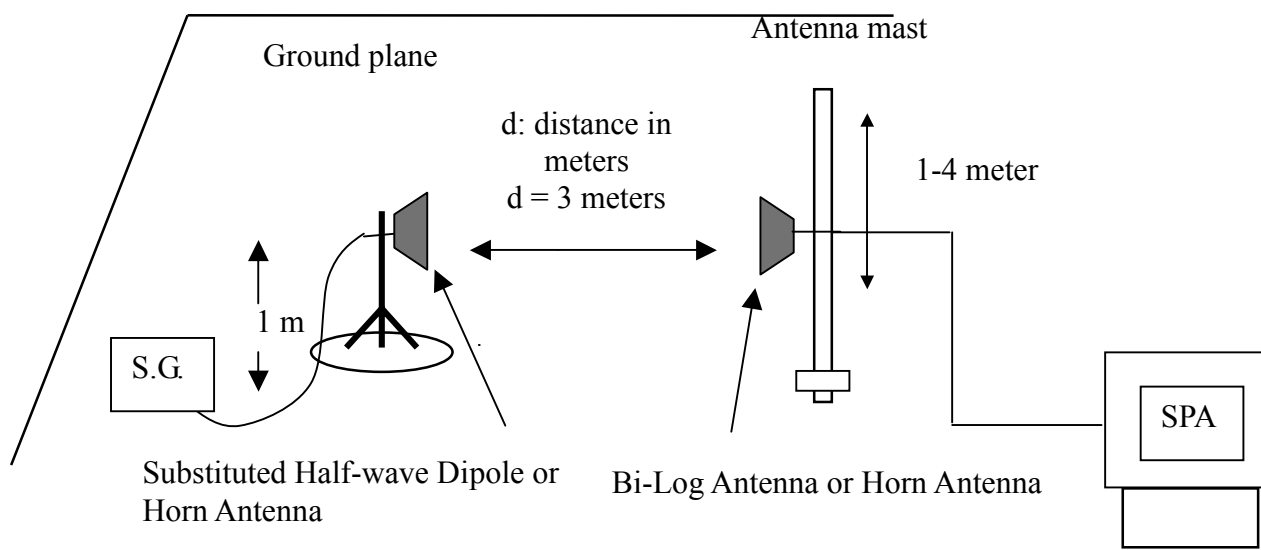 Antenna mast
Ground plane
d: distance in
meters
d = 3 meters
1-4 meter
1 m
S.G.
SPA
Substituted Half-wave Dipole or
Horn Antenna
Bi-Log Antenna or Horn Antenna